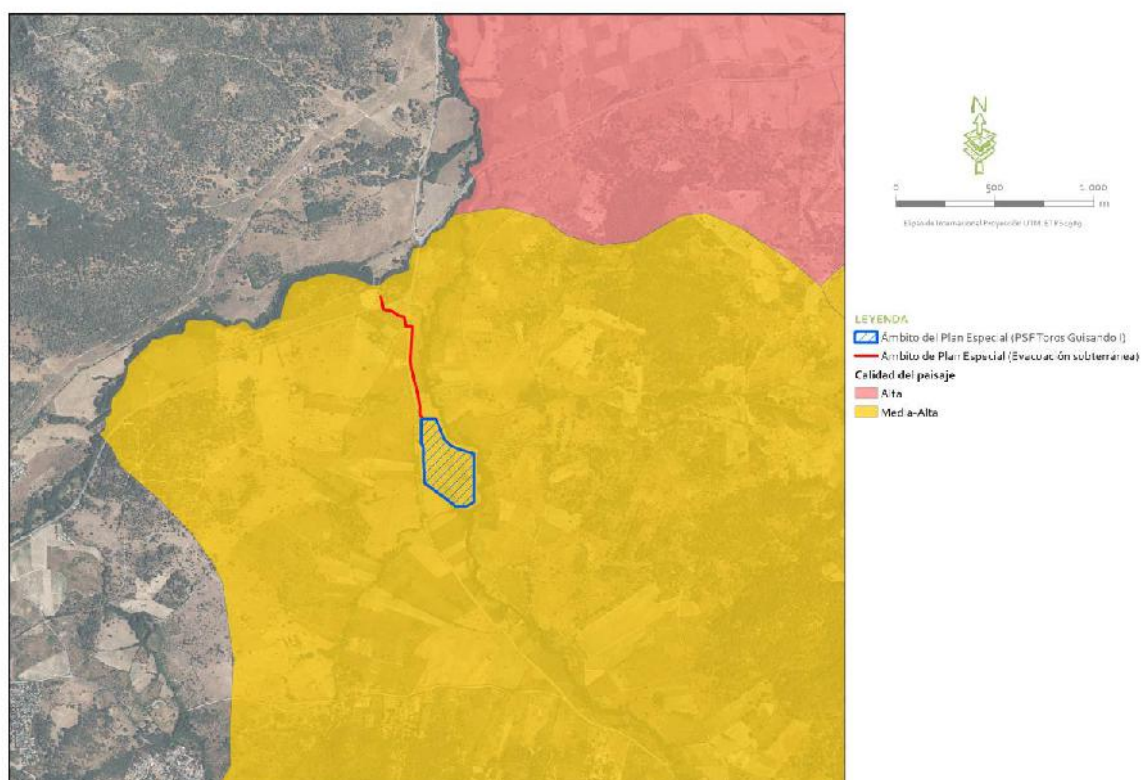 N
0 500 1.000
m
LEYENDA
Ámbito del Plan Especial (PSF Toros Guisando I)
Ámbito de Plan Especial (Evacuación subterránea)
Calidad del paisaje
Alta
Media-Alta